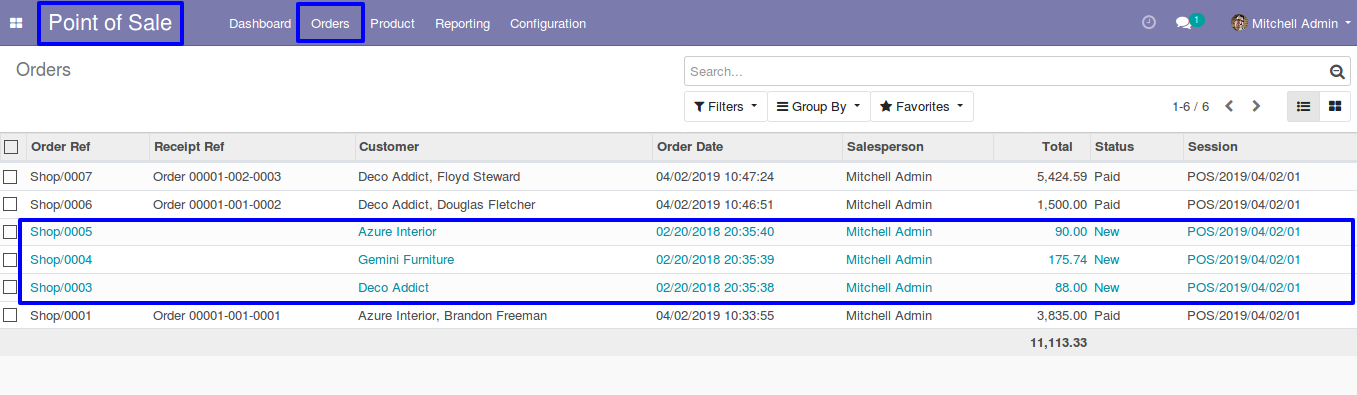 Point of Sale Dashboard Orders Product Reporting Configuration 1 Mitchell Admin
Orders Search...
Filters Group By Favorites 1-6 / 6
Order Ref Receipt Ref Customer Order Date Salesperson Total Status Session
Shop/0007 Order 00001-002-0003 Deco Addict, Floyd Steward 04/02/2019 10:47:24 Mitchell Admin 5,424.59 Paid POS/2019/04/02/01
Shop/0006 Order 00001-001-0002 Deco Addict, Douglas Fletcher 04/02/2019 10:46:51 Mitchell Admin 1,500.00 Paid POS/2019/04/02/01
Shop/0005 Azure Interior 02/20/2018 20:35:40 Mitchell Admin 90.00 New POS/2019/04/02/01
Shop/0004 Gemini Furniture 02/20/2018 20:35:39 Mitchell Admin 175.74 New POS/2019/04/02/01
Shop/0003 Deco Addict 02/20/2018 20:35:38 Mitchell Admin 88.00 New POS/2019/04/02/01
Shop/0001 Order 00001-001-0001 Azure Interior, Brandon Freeman 04/02/2019 10:33:55 Mitchell Admin 3,835.00 Paid POS/2019/04/02/01
11,113.33